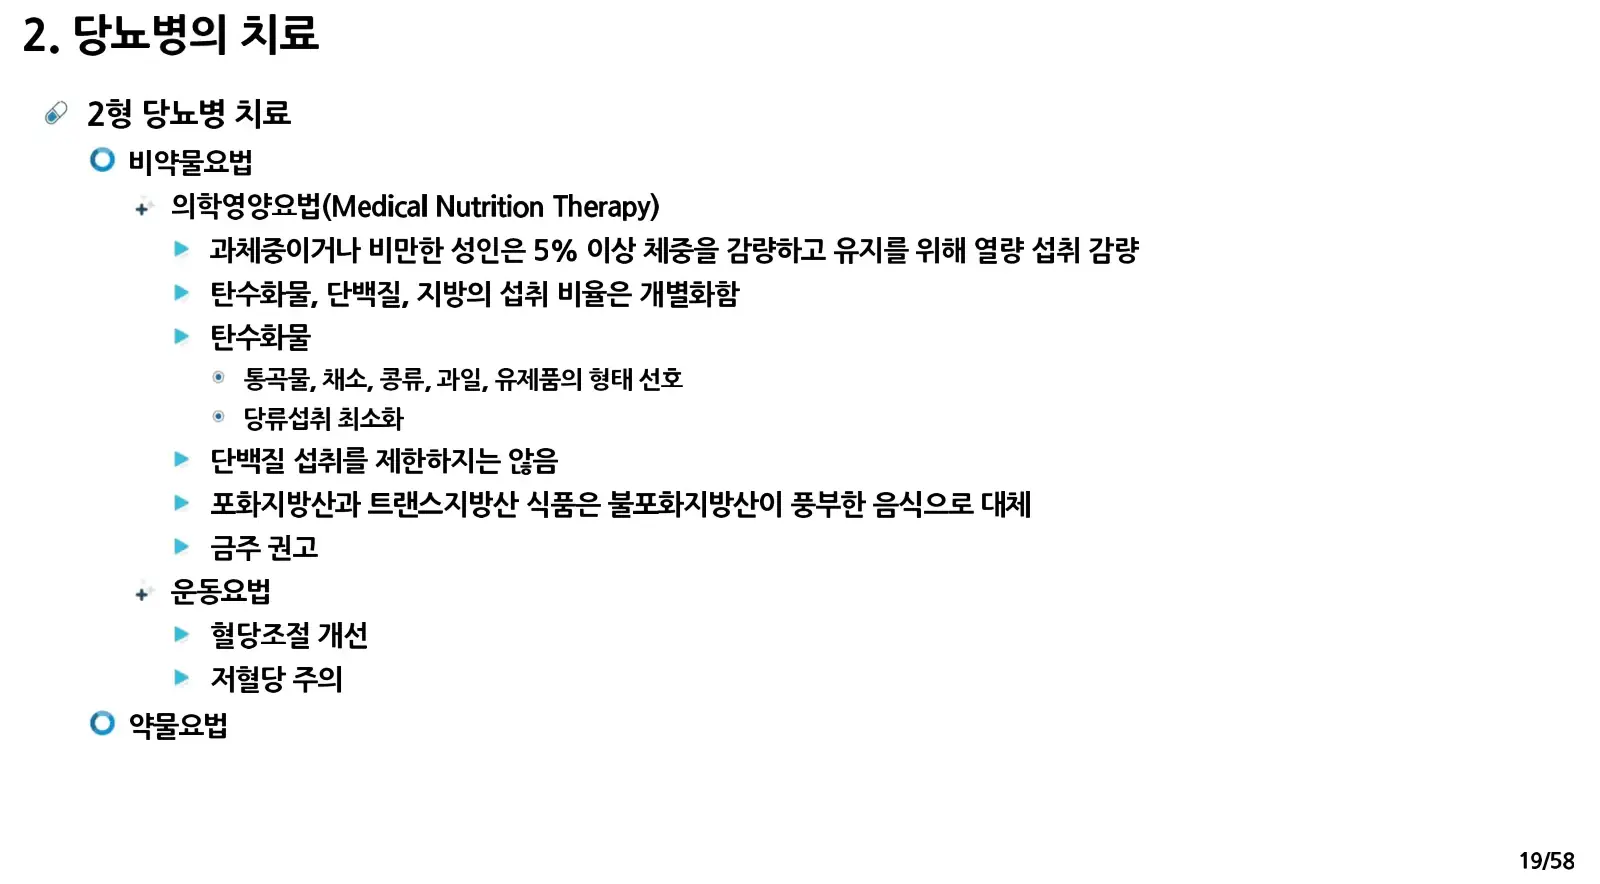 2. 당뇨병의 치료
2형 당뇨병 치료
비약물요법
의학영양요법(Medical Nutrition Therapy)
과체중이거나 비만한 성인은 5% 이상 체중을 감량하고 유지를 위해 열량 섭취 감량
탄수화물, 단백질, 지방의 섭취 비율은 개별화함
탄수화물
통곡물, 채소, 콩류, 과일, 유제품의 형태 선호
당류섭취 최소화
단백질 섭취를 제한하지는 않음
포화지방산과 트랜스지방산 식품은 불포화지방산이 풍부한 음식으로 대체
금주 권고
운동요법
혈당조절 개선
저혈당 주의
약물요법
19/58